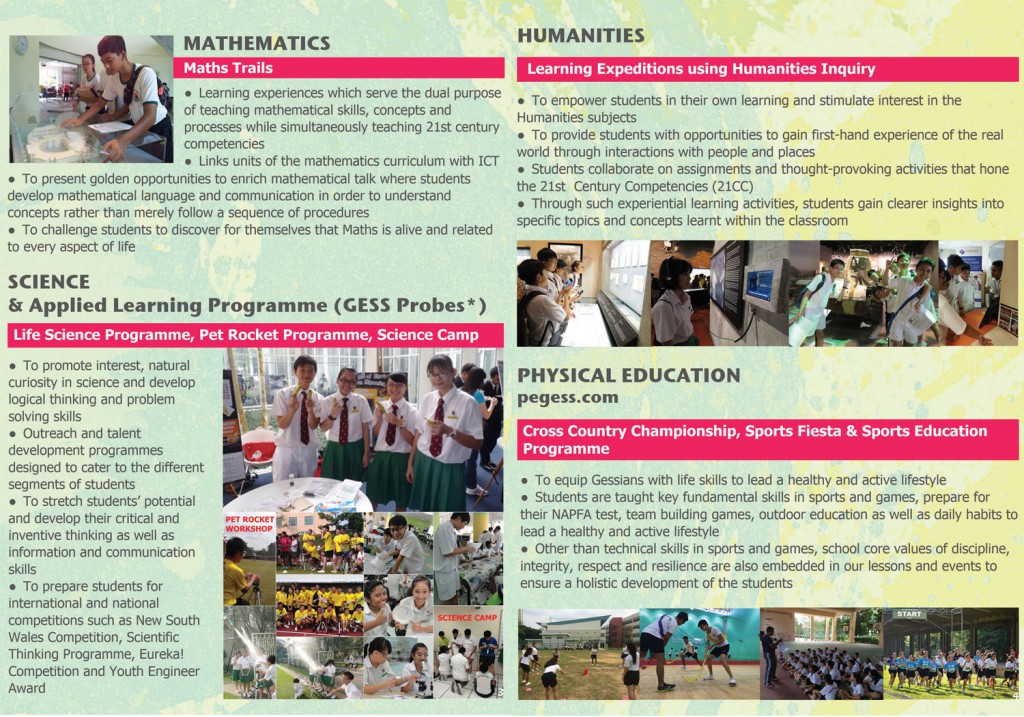 MATHEMATICS
Maths Trails
● Learning experiences which serve the dual purpose
of teaching mathematical skills, concepts and
processes while simultaneously teaching 21st century
competencies
● Links units of the mathematics curriculum with ICT
● To present golden opportunities to enrich mathematical talk where students
develop mathematical language and communication in order to understand
concepts rather than merely follow a sequence of procedures
● To challenge students to discover for themselves that Maths is alive and related
to every aspect of life
SCIENCE
& Applied Learning Programme (GESS Probes*)
Life Science Programme, Pet Rocket Programme, Science Camp
● To promote interest, natural
curiosity in science and develop
logical thinking and problem
solving skills
● Outreach and talent
development programmes
designed to cater to the different
segments of students
● To stretch students' potential
and develop their critical and
inventive thinking as well as
information and communication
skills
● To prepare students for
international and national
competitions such as New South
Wales Competition, Scientific
Thinking Programme, Eureka!
Competition and Youth Engineer
Award
PET ROCKET
WORKSHOP
SCIENCE CAMP
HUMANITIES
Learning Expeditions using Humanities Inquiry
● To empower students in their own learning and stimulate interest in the
Humanities subjects
● To provide students with opportunities to gain first-hand experience of the real
world through interactions with people and places
● Students collaborate on assignments and thought-provoking activities that hone
the 21st Century Competencies (21CC)
● Through such experiential learning activities, students gain clearer insights into
specific topics and concepts learnt within the classroom
PHYSICAL EDUCATION
pegess.com
Cross Country Championship, Sports Fiesta & Sports Education
Programme
● To equip Gessians with life skills to lead a healthy and active lifestyle
● Students are taught key fundamental skills in sports and games, prepare for
their NAPFA test, team building games, outdoor education as well as daily habits to
lead a healthy and active lifestyle
● Other than technical skills in sports and games, school core values of discipline,
integrity, respect and resilience are also embedded in our lessons and events to
ensure a holistic development of the students
START
4